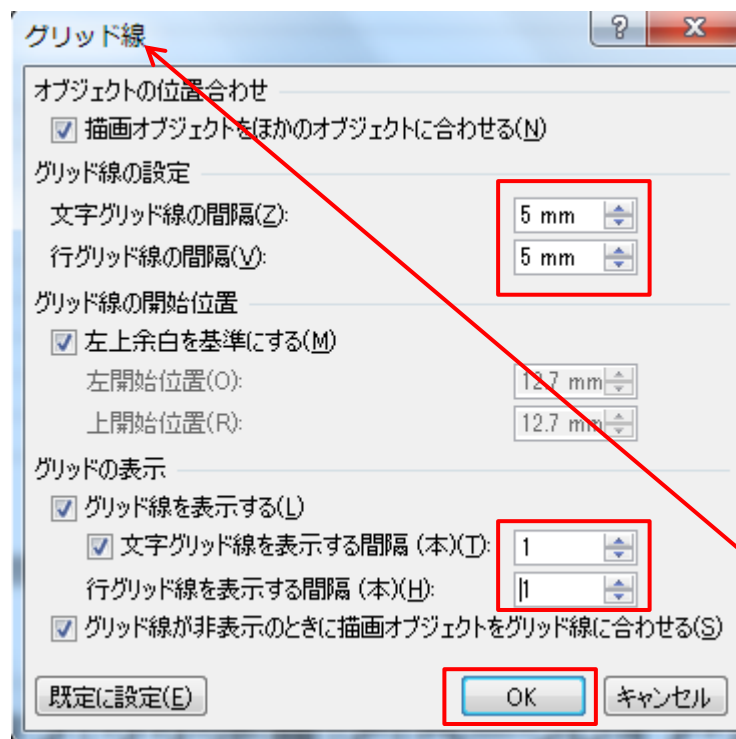 グリッド線
オブジェクトの位置合わせ
描画オブジェクトをほかのオブジェクトに合わせる(N)
グリッド線の設定
文字グリッド線の間隔(Z): 5 mm
行グリッド線の間隔(V): 5 mm
グリッド線の開始位置
左上余白を基準にする(M)
左開始位置(O): 12.7 mm
上開始位置(R): 12.7 mm
グリッドの表示
グリッド線を表示する(L)
文字グリッド線を表示する間隔 (本)(T): 1
行グリッド線を表示する間隔 (本)(H): 1
グリッド線が非表示のときに描画オブジェクトをグリッド線に合わせる(S)
既定に設定(E) OK キャンセル